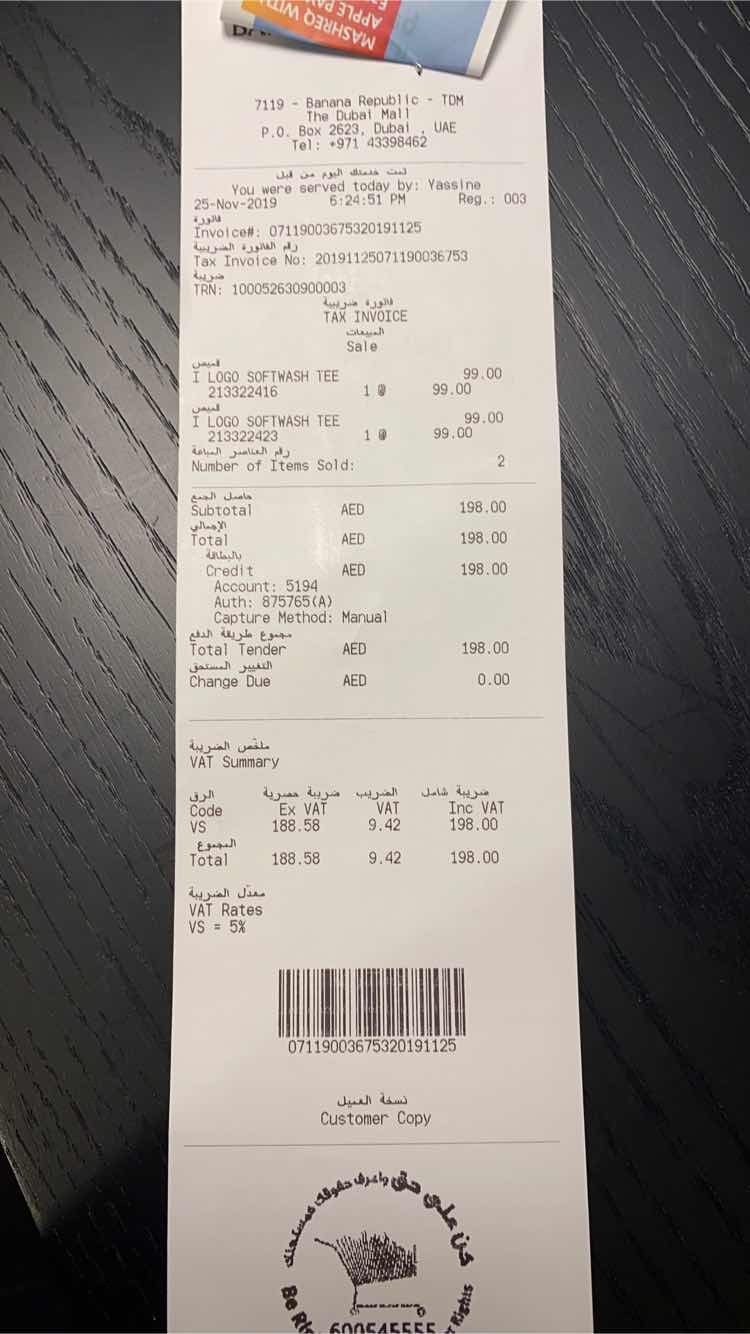 MASHREQ WITH
APPLE PAY
7119 - Banana Republic - TDM
The Dubai Mall
P.O. Box 2623, Dubai , UAE
Tel: +971 43398462
تمت خدمتك اليوم من قبل
You were served today by: Yassine
25-Nov-2019 6:24:51 PM Reg.: 003
فاتورة
Invoice#: 07119003675320191125
رقم الفاتورة الضريبية
Tax Invoice No: 20191125071190036753
ضريبة
TRN: 100052630900003
فاتورة ضريبية
TAX INVOICE
المبيعات
Sale
قميص
I LOGO SOFTWASH TEE 99.00
213322416 1 @ 99.00
قميص
I LOGO SOFTWASH TEE 99.00
213322423 1 @ 99.00
رقم العناصر المباعة
Number of Items Sold: 2
حاصل الجمع
Subtotal AED 198.00
الإجمالي
Total AED 198.00
بالبطاقة
Credit AED 198.00
Account: 5194
Auth: 875765(A)
Capture Method: Manual
مجموع طريقة الدفع
Total Tender AED 198.00
التغيير المستحق
Change Due AED 0.00
ملخّص الضريبة
VAT Summary
الرق ضريبة حصرية الضريب ضريبة شامل
Code Ex VAT VAT Inc VAT
VS 188.58 9.42 198.00
المجموع
Total 188.58 9.42 198.00
معدّل الضريبة
VAT Rates
VS = 5%
07119003675320191125
نسخة العميل
Customer Copy
كن على حق واعرف حقوقك كمستهلك
Be Rights
600545555